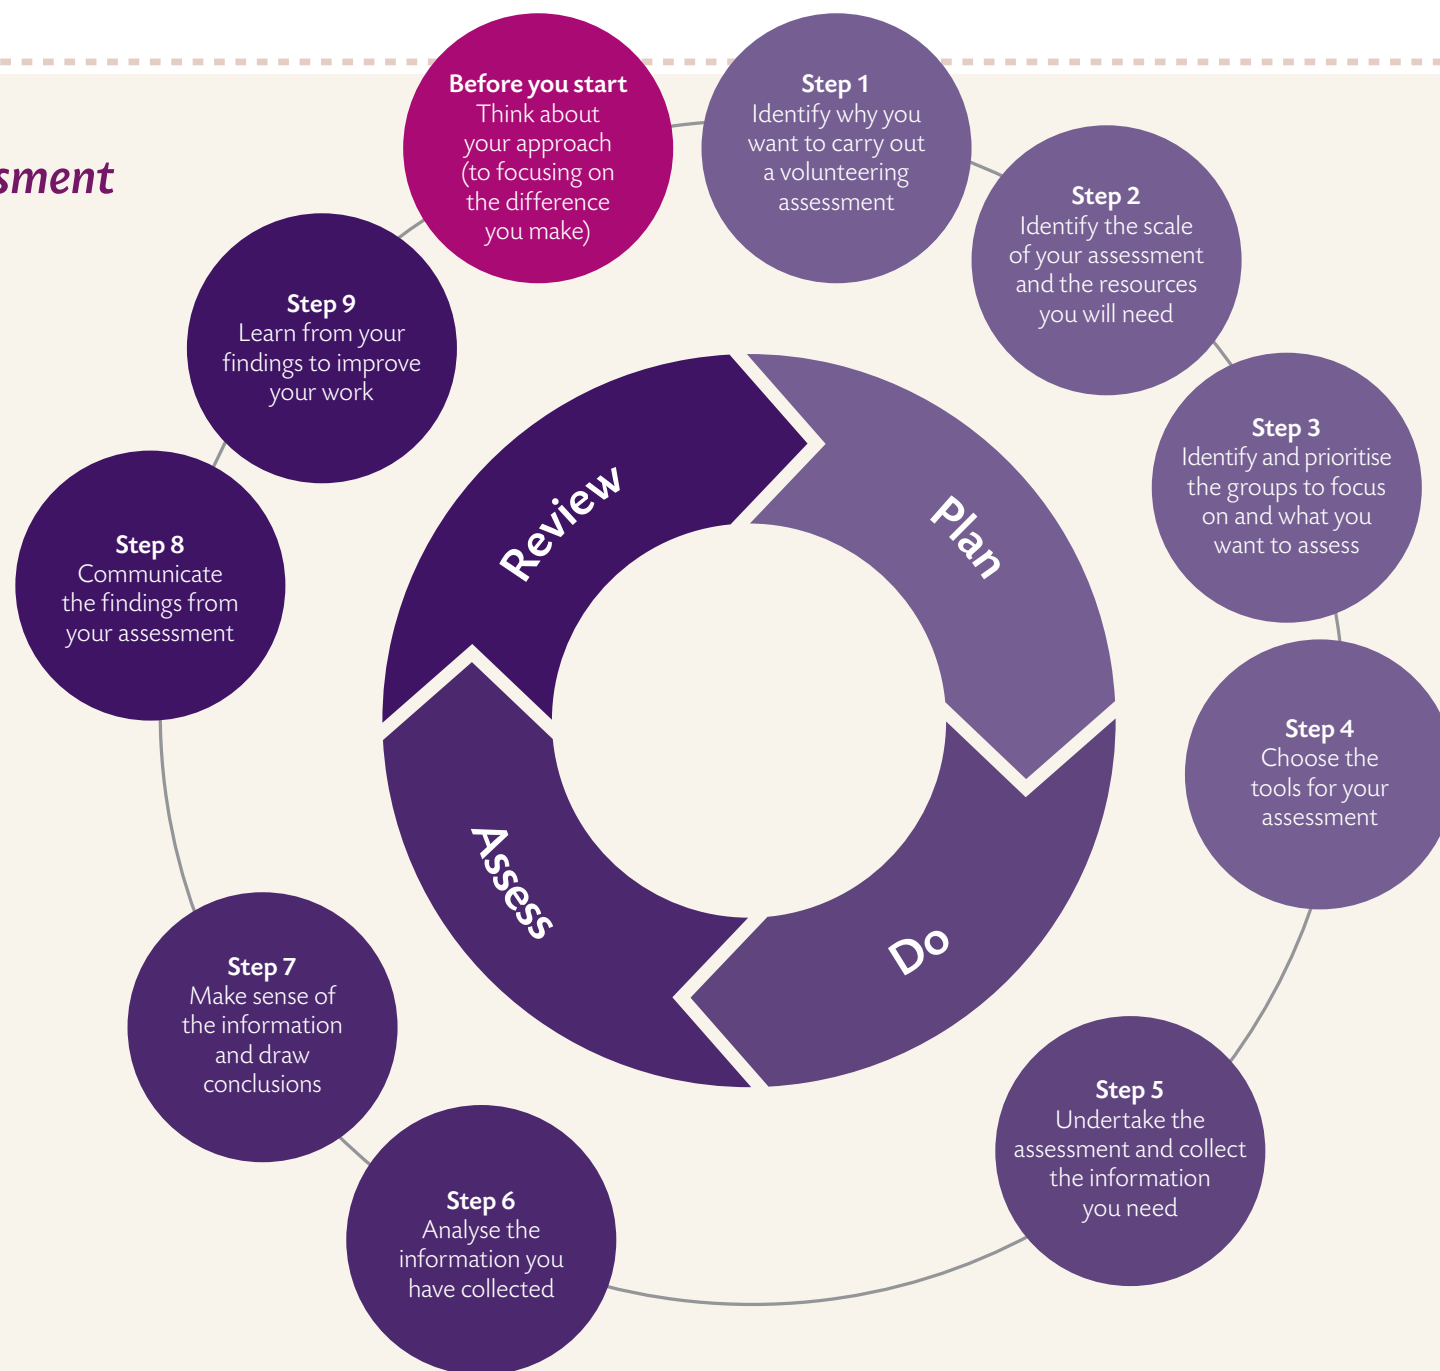 Before you start
Think about
your approach
(to focusing on
the difference
you make)
Step 1
Identify why you
want to carry out
a volunteering
assessment
Step 2
Identify the scale
of your assessment
and the resources
you will need
Step 3
Identify and prioritise
the groups to focus
on and what you
want to assess
Step 4
Choose the
tools for your
assessment
Step 5
Undertake the
assessment and collect
the information
you need
Step 6
Analyse the
information you
have collected
Step 7
Make sense of
the information
and draw
conclusions
Step 8
Communicate
the findings from
your assessment
Step 9
Learn from your
findings to improve
your work
Plan
Do
Assess
Review